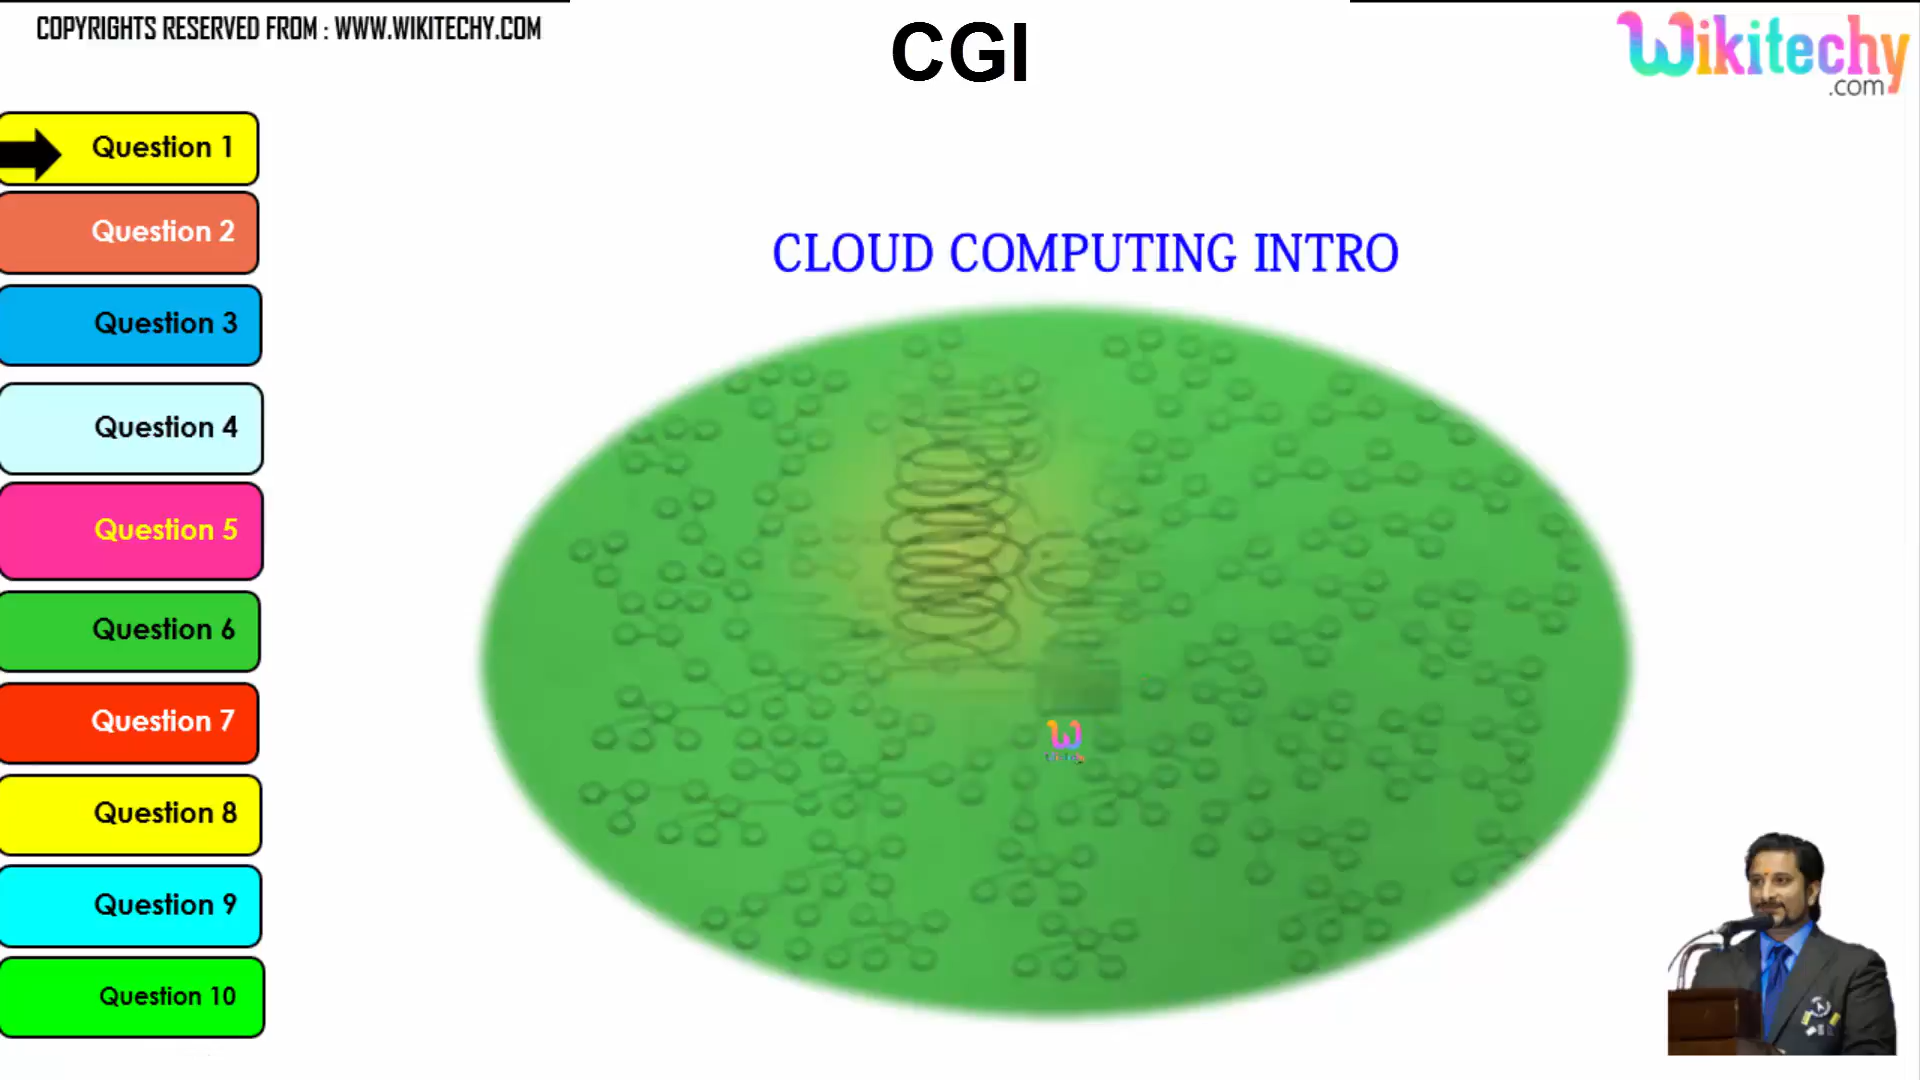 COPYRIGHTS RESERVED FROM : WWW.WIKITECHY.COM
CGI
Wikitechy
.com
Question 1
Question 2
Question 3
Question 4
Question 5
Question 6
Question 7
Question 8
Question 9
Question 10
CLOUD COMPUTING INTRO
W